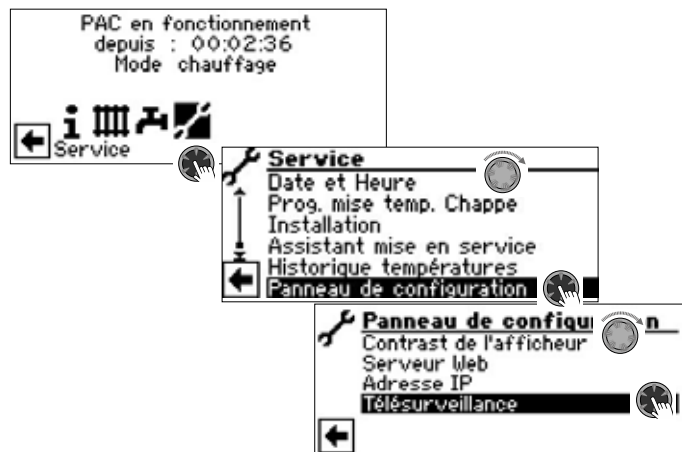 PAC en fonctionnement
depuis : 00:02:36
Mode chauffage
Service
Service
Date et Heure
Prog. mise temp. Chappe
Installation
Assistant mise en service
Historique températures
Panneau de configuration
Panneau de configu n
Contrast de l'afficheur
Serveur Web
Adresse IP
Télésurveillance